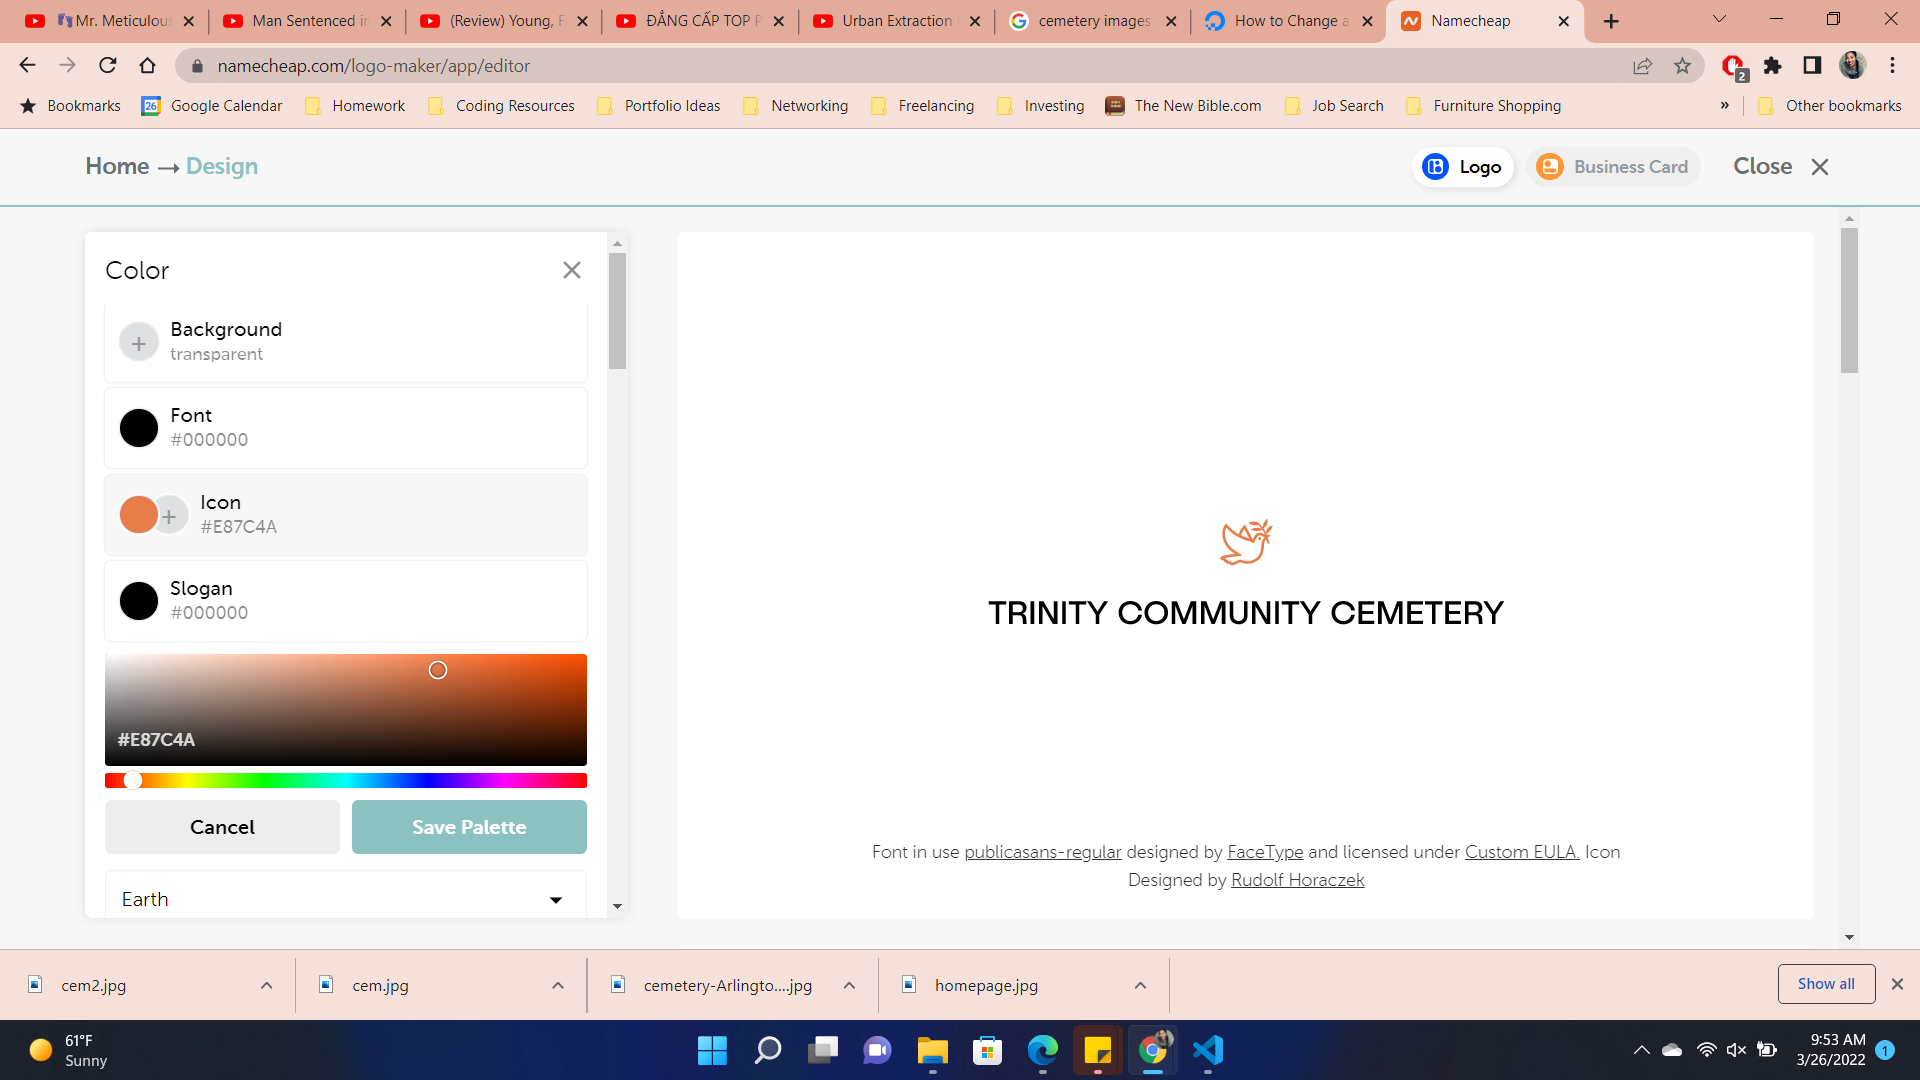 Mr. Meticulous
Man Sentenced in
(Review) Young, F
ĐẲNG CẤP TOP P
Urban Extraction
cemetery images
How to Change a
Namecheap
namecheap.com/logo-maker/app/editor
2
Bookmarks
26
Google Calendar
Homework
Coding Resources
Portfolio Ideas
Networking
Freelancing
Investing
The New Bible.com
Job Search
Furniture Shopping
»
Other bookmarks
Home → Design
Logo
Business Card
Close
Color
Background
transparent
Font
#000000
Icon
#E87C4A
Slogan
#000000
#E87C4A
Cancel
Save Palette
Earth
TRINITY COMMUNITY CEMETERY
Font in use publicasans-regular designed by FaceType and licensed under Custom EULA. Icon
Designed by Rudolf Horaczek
cem2.jpg
cem.jpg
cemetery-Arlingto....jpg
homepage.jpg
Show all
61°F
Sunny
9:53 AM
3/26/2022
1